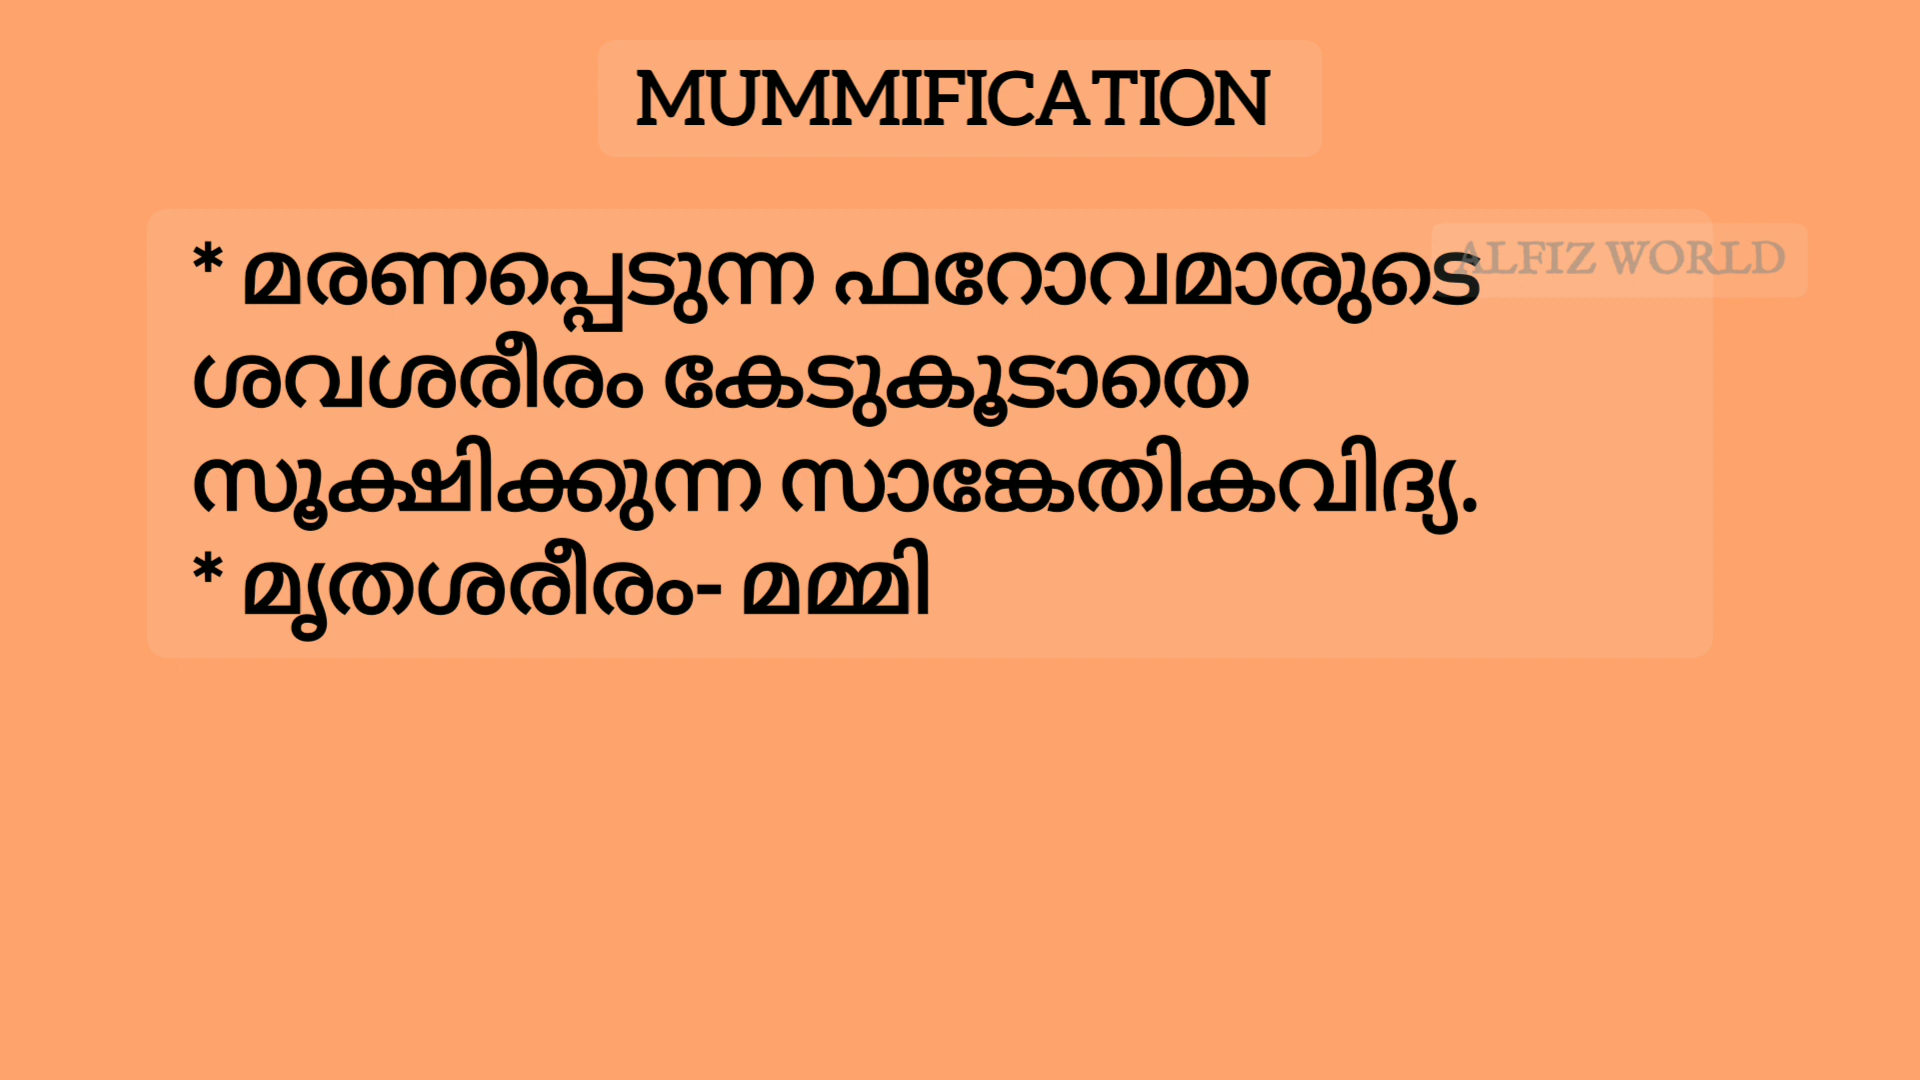 MUMMIFICATION
* മരണപ്പെടുന്ന ഫറോവമാരുടെ
ALFIZ WORLD
ശവശരീരം കേടുകൂടാതെ
സൂക്ഷിക്കുന്ന സാങ്കേതികവിദ്യ.
* മൃതശരീരം- മമ്മി